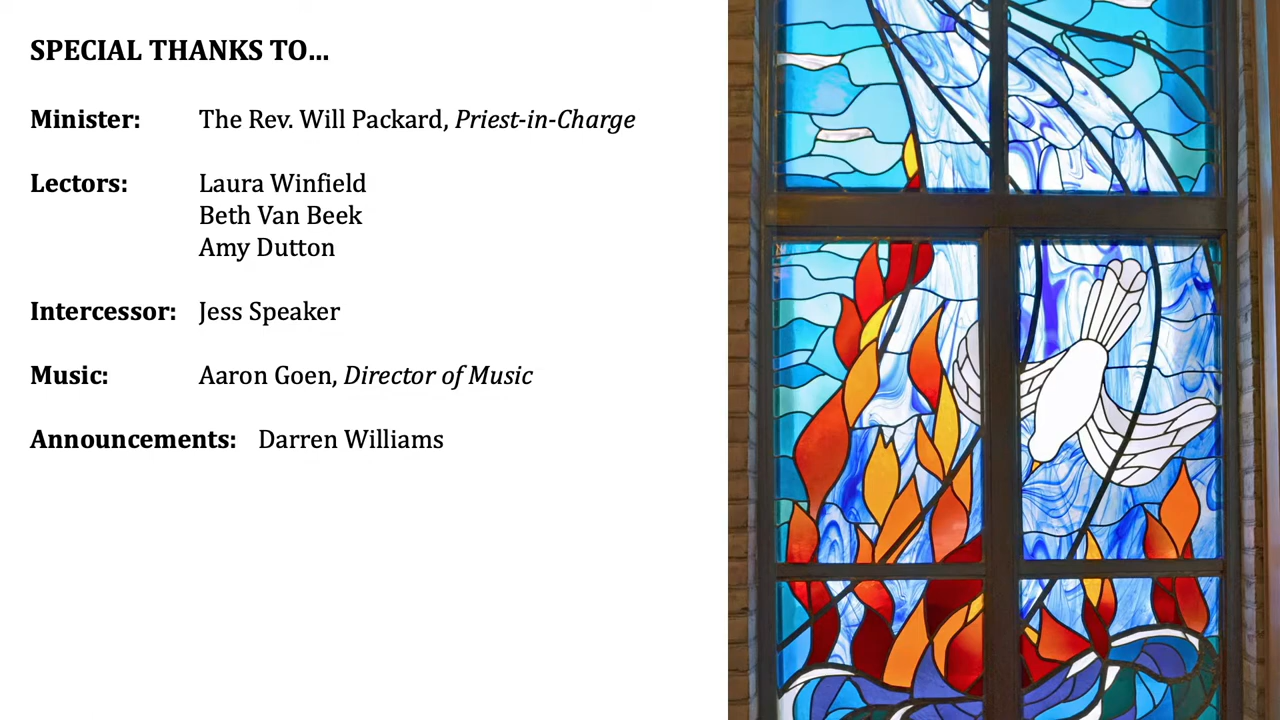 SPECIAL THANKS TO…
Minister: The Rev. Will Packard, Priest-in-Charge
Lectors: Laura Winfield
Beth Van Beek
Amy Dutton
Intercessor: Jess Speaker
Music: Aaron Goen, Director of Music
Announcements: Darren Williams